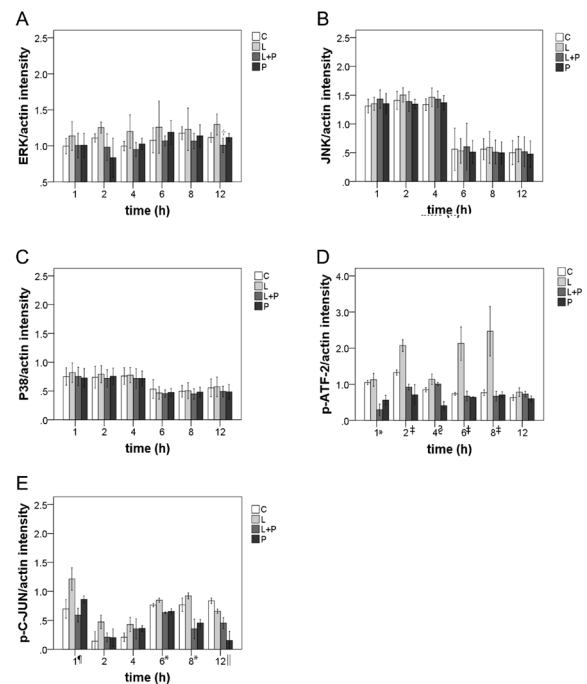 A
ERK/actin intensity
2.5
2.0
1.5
1.0
.5
1 2 4 6 8 12
time (h)
C
L
L+P
P
B
JNK/actin intensity
2.5
2.0
1.5
1.0
.5
.0
1 2 4 6 8 12
time (h)
C
L
L+P
P
C
P38/actin intensity
2.5
2.0
1.5
1.0
.5
.0
1 2 4 6 8 12
time (h)
C
L
L+P
P
D
p-ATF-2/actin intensity
4.0
3.0
2.0
1.0
.0
1* 2‡ 4 6‡ 8‡ 12
time (h)
C
L
L+P
P
E
p-C-JUN/actin intensity
2.5
2.0
1.5
1.0
.5
.0
1¶ 2 4 6* 8* 12||
time (h)
C
L
L+P
P